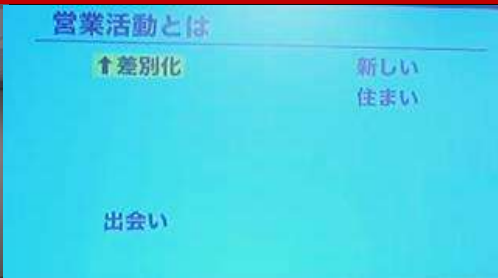 営業活動とは
↑差別化
新しい
住まい
出会い